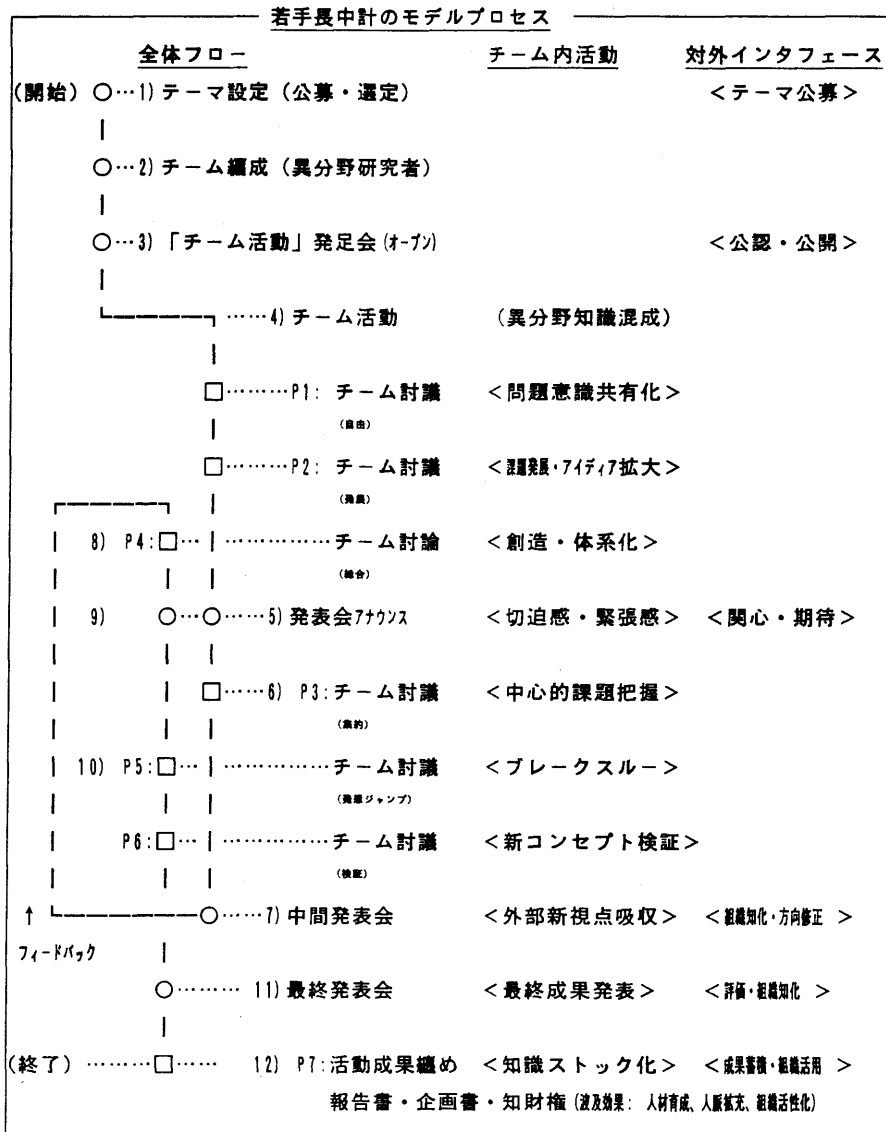 若手長中計のモデルプロセス
全体フロー チーム内活動 対外インタフェース
(開始) ○…1) テーマ設定 (公募・選定) <テーマ公募>
○…2) チーム編成 (異分野研究者)
○…3) 「チーム活動」発足会 (オープン) <公認・公開>
……4) チーム活動 (異分野知識混成)
□………P1: チーム討議 <問題意識共有化>
(自由)
□………P2: チーム討議 <課題発展・アイディア拡大>
(発展)
8) P4:□… ……………チーム討論 <創造・体系化>
(総合)
9) ○…○……5) 発表会アナウンス <切迫感・緊張感> <関心・期待>
□……6) P3:チーム討議 <中心的課題把握>
(集約)
10) P5:□… ……………チーム討議 <ブレークスルー>
(発想ジャンプ)
P6:□… ……………チーム討議 <新コンセプト検証>
(検証)
↑ ○……7) 中間発表会 <外部新視点吸収> <組織知化・方向修正 >
フィードバック
○……… 11) 最終発表会 <最終成果発表> <評価・組織知化 >
(終了) ………□…… 12) P7:活動成果纏め <知識ストック化> <成果蓄積・組織活用 >
報告書・企画書・知財権 (波及効果: 人材育成、人脈拡充、組織活性化)